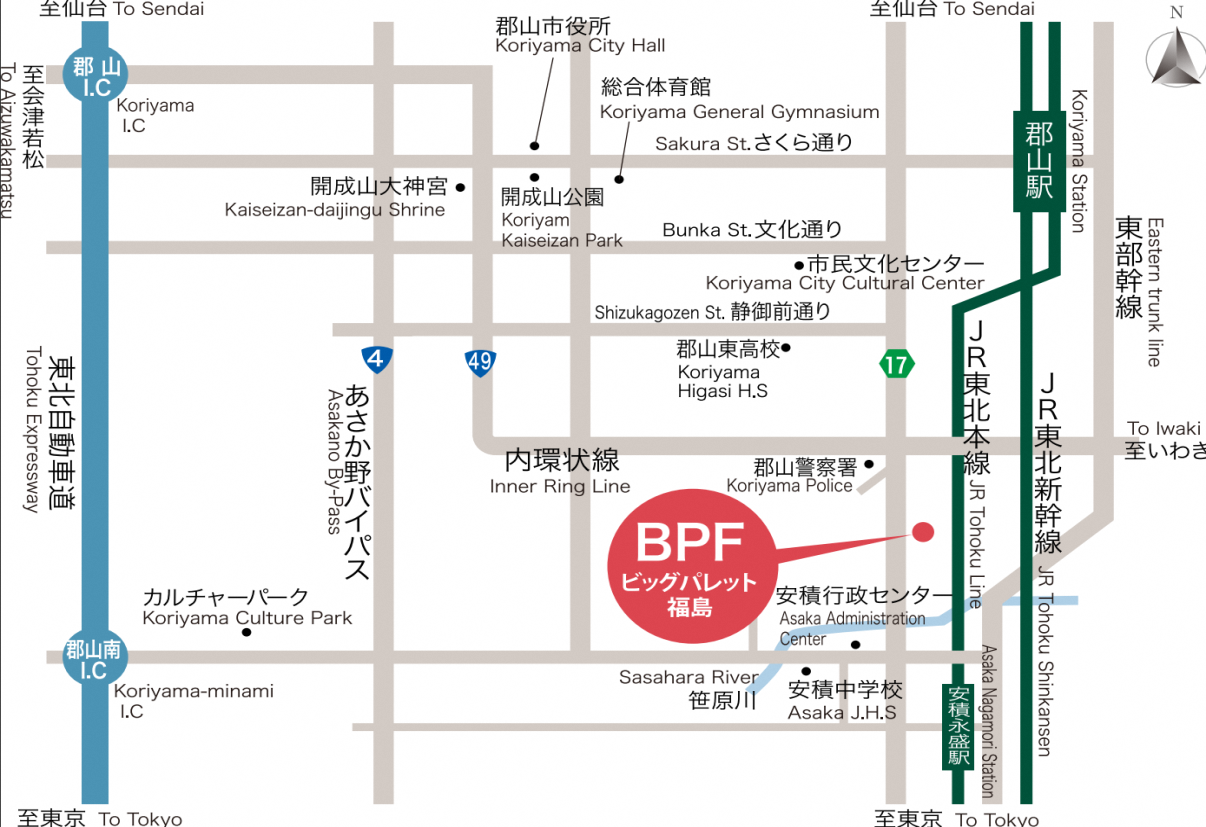 至仙台 To Sendai
至仙台 To Sendai
N
郡山市役所
Koriyama City Hall
郡山
I.C
Koriyama
I.C
至会津若松
To Aizuwakamatsu
総合体育館
Koriyama General Gymnasium
Sakura St.さくら通り
郡山駅
Koriyama Station
開成山大神宮
Kaiseizan-daijingu Shrine
開成山公園
Koriyam
Kaiseizan Park
Bunka St.文化通り
市民文化センター
Koriyama City Cultural Center
東部幹線
Eastern trunk line
Shizukagozen St. 静御前通り
4
49
17
郡山東高校
Koriyama
Higasi H.S
東北自動車道
Tohoku Expressway
あさか野バイパス
Asakano By-Pass
JR東北本線
JR Tohoku Line
JR東北新幹線
JR Tohoku Shinkansen
To Iwaki
至いわき
内環状線
Inner Ring Line
郡山警察署
Koriyama Police
BPF
ビッグパレット
福島
カルチャーパーク
Koriyama Culture Park
安積行政センター
Asaka Administration
Center
郡山南
I.C
Koriyama-minami
I.C
Sasahara River
笹原川
安積中学校
Asaka J.H.S
安積永盛駅
Asaka Nagamori Station
至東京 To Tokyo
至東京 To Tokyo